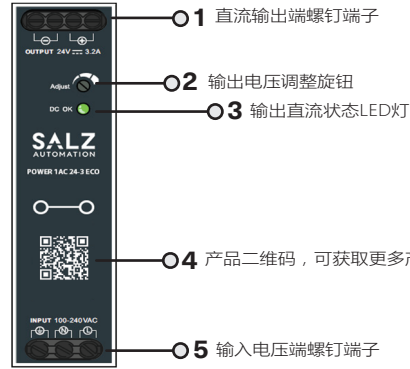 1 直流输出端螺钉端子
OUTPUT 24V 3.2A
Adjust
2 输出电压调整旋钮
DC OK
3 输出直流状态LED灯
SALZ
AUTOMATION
POWER 1AC 24-3 ECO
4 产品二维码，可获取更多
INPUT 100-240VAC
N L
5 输入电压端螺钉端子